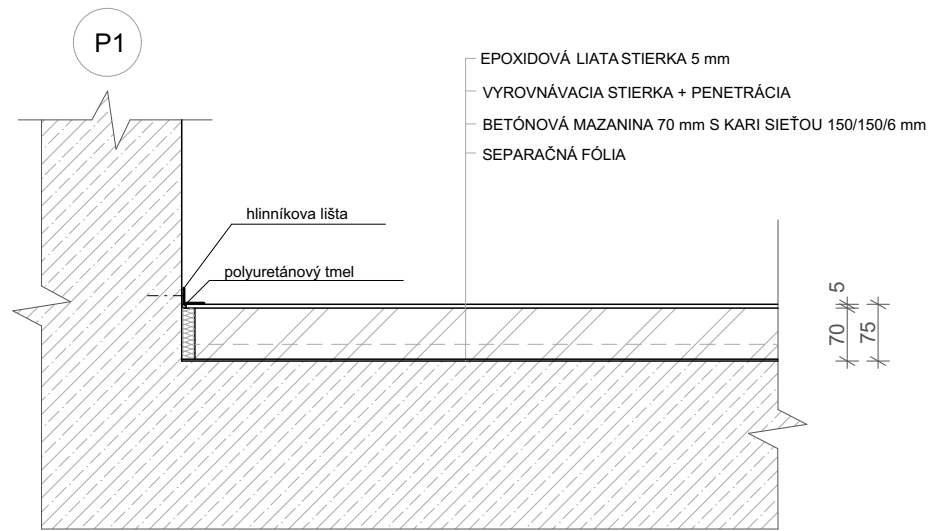 P1
EPOXIDOVÁ LIATA STIERKA 5 mm
VYROVNÁVACIA STIERKA + PENETRÁCIA
BETÓNOVÁ MAZANINA 70 mm S KARI SIEŤOU 150/150/6 mm
SEPARAČNÁ FÓLIA
hlinníkova lišta
polyuretánový tmel
5
70
75